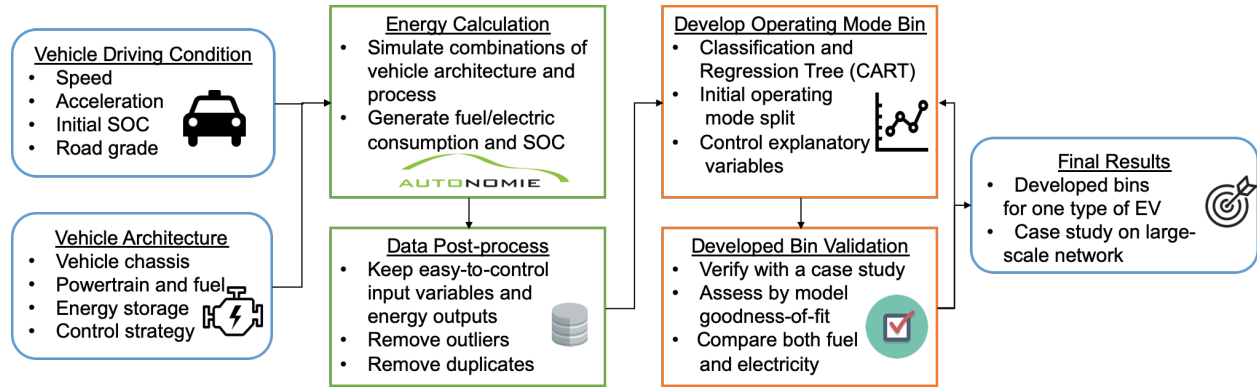 Vehicle Driving Condition
• Speed
• Acceleration
• Initial SOC
• Road grade
Vehicle Architecture
• Vehicle chassis
• Powertrain and fuel
• Energy storage
• Control strategy
Energy Calculation
• Simulate combinations of
vehicle architecture and
process
• Generate fuel/electric
consumption and SOC
AUTONOMIE
Data Post-process
• Keep easy-to-control
input variables and
energy outputs
• Remove outliers
• Remove duplicates
Develop Operating Mode Bin
• Classification and
Regression Tree (CART)
• Initial operating
mode split
• Control explanatory
variables
Developed Bin Validation
• Verify with a case study
• Assess by model
goodness-of-fit
• Compare both fuel
and electricity
Final Results
• Developed bins
for one type of EV
• Case study on large-
scale network